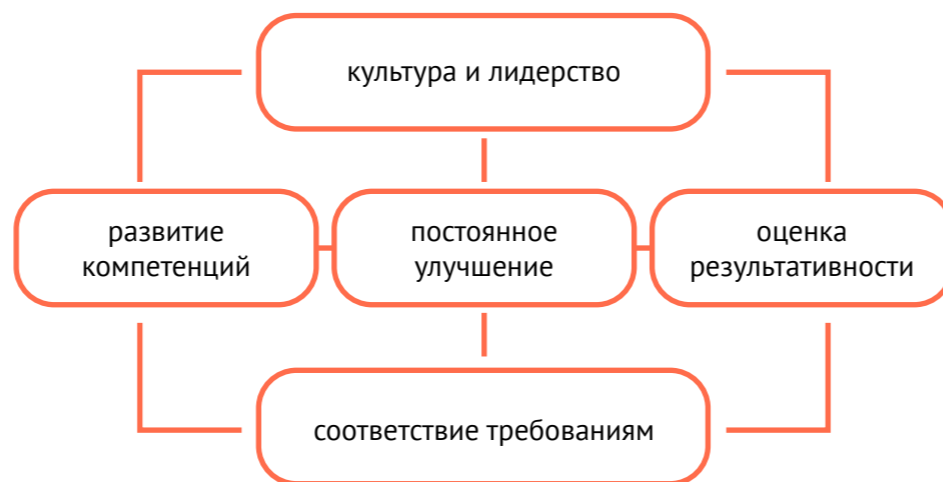 культура и лидерство
развитие
компетенций
постоянное
улучшение
оценка
результативности
соответствие требованиям